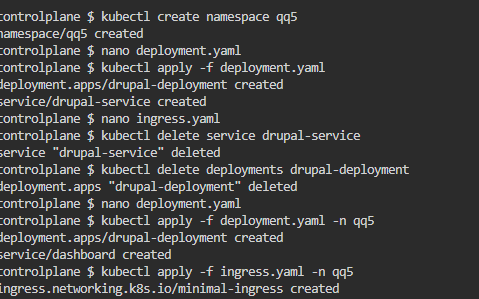 controlplane $ kubectl create namespace qq5
namespace/qq5 created
controlplane $ nano deployment.yaml
controlplane $ kubectl apply -f deployment.yaml
deployment.apps/drupal-deployment created
service/drupal-service created
controlplane $ nano ingress.yaml
controlplane $ kubectl delete service drupal-service
service "drupal-service" deleted
controlplane $ kubectl delete deployments drupal-deployment
deployment.apps "drupal-deployment" deleted
controlplane $ nano deployment.yaml
controlplane $ kubectl apply -f deployment.yaml -n qq5
deployment.apps/drupal-deployment created
service/dashboard created
controlplane $ kubectl apply -f ingress.yaml -n qq5
ingress.networking.k8s.io/minimal-ingress created